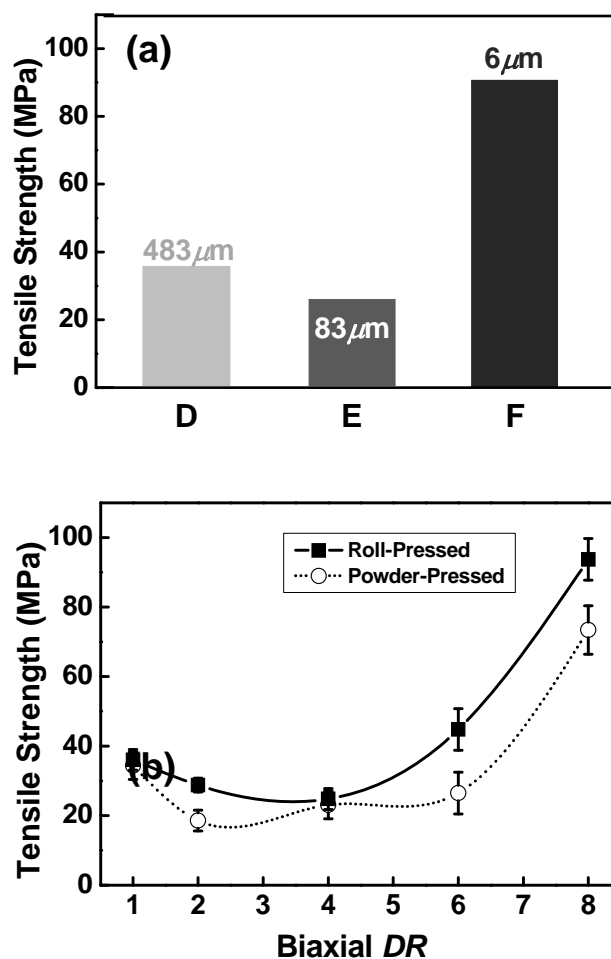 (a)
Tensile Strength (MPa)
100
80
60
40
20
0
483μm
83μm
6μm
D E F
Tensile Strength (MPa)
100
80
60
40
20
0
Roll-Pressed
Powder-Pressed
(b)
1 2 3 4 5 6 7 8
Biaxial DR